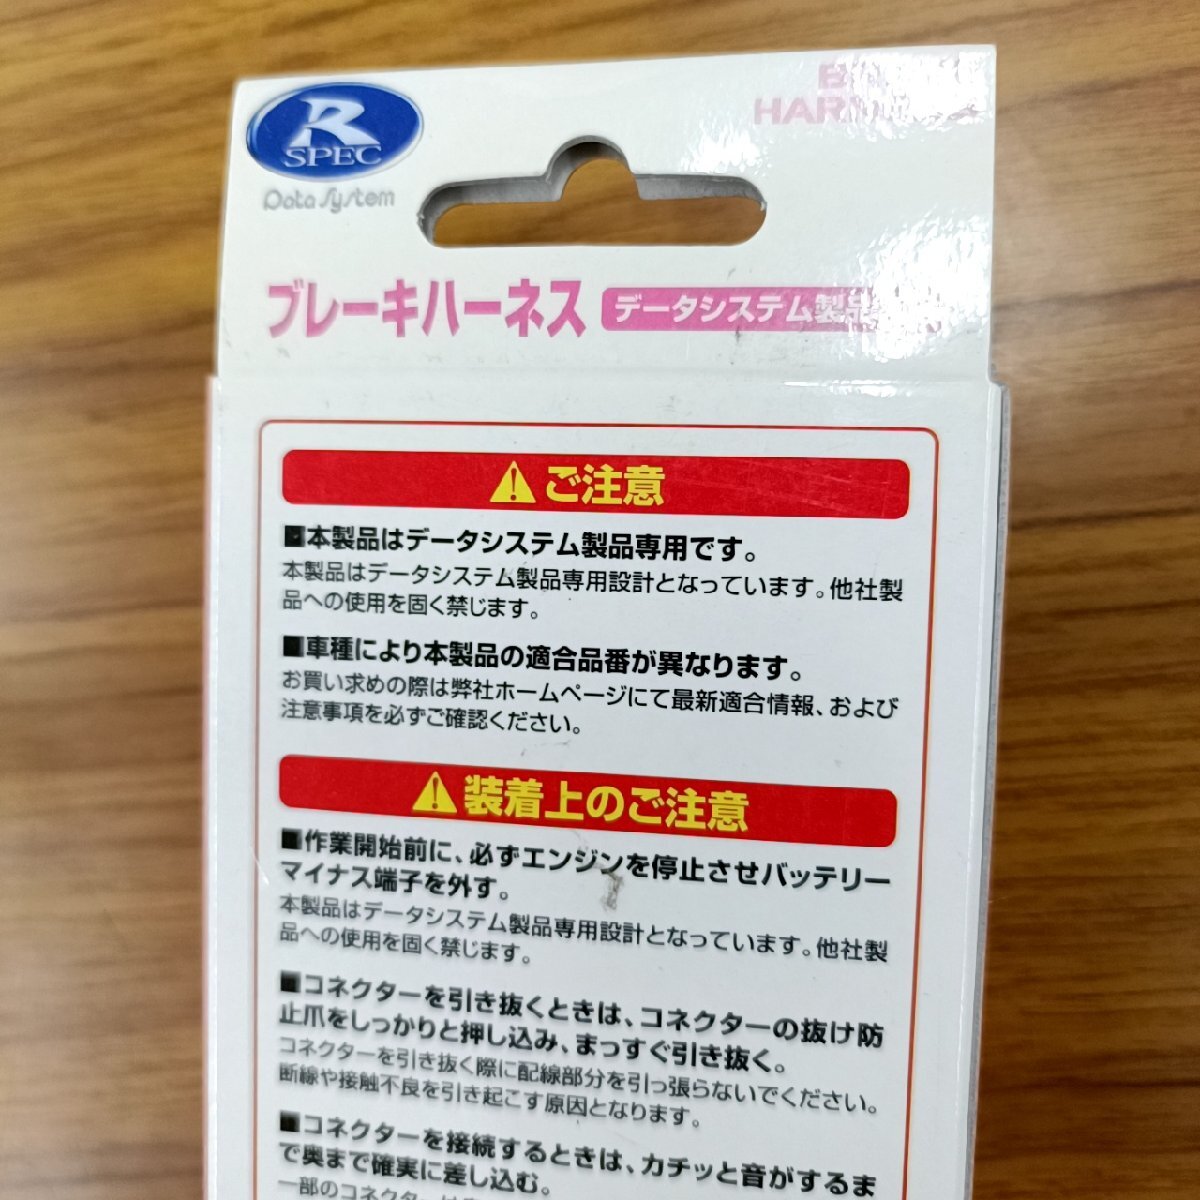 R
SPEC
Data System
ブレーキハーネス データシステム製品
ご注意
■本製品はデータシステム製品専用です。
本製品はデータシステム製品専用設計となっています。他社製
品への使用を固く禁じます。
■車種により本製品の適合品番が異なります。
お買い求めの際は弊社ホームページにて最新適合情報、および
注意事項を必ずご確認ください。
装着上のご注意
■作業開始前に、必ずエンジンを停止させバッテリー
マイナス端子を外す。
本製品はデータシステム製品専用設計となっています。他社製
品への使用を固く禁じます。
■コネクターを引き抜くときは、コネクターの抜け防
止爪をしっかりと押し込み、まっすぐ引き抜く。
コネクターを引き抜く際に配線部分を引っ張らないでください。
断線や接触不良を引き起こす原因となります。
■コネクターを接続するときは、カチッと音がするま
で奥まで確実に差し込む。
一部のコネクター